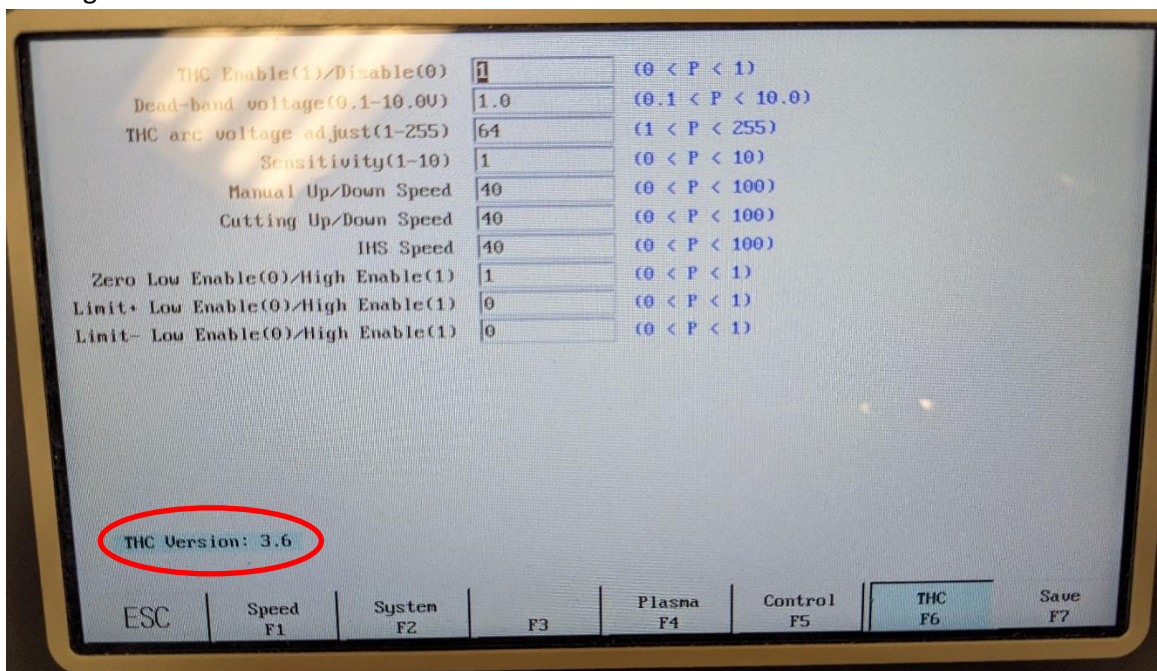 THC Enable(1)/Disable(0) 1 (0 < P < 1)
Dead-band voltage(0.1-10.0V) 1.0 (0.1 < P < 10.0)
THC arc voltage adjust(1-255) 64 (1 < P < 255)
Sensitivity(1-10) 1 (0 < P < 10)
Manual Up/Down Speed 40 (0 < P < 100)
Cutting Up/Down Speed 40 (0 < P < 100)
IHS Speed 40 (0 < P < 100)
Zero Low Enable(0)/High Enable(1) 1 (0 < P < 1)
Limit+ Low Enable(0)/High Enable(1) 0 (0 < P < 1)
Limit- Low Enable(0)/High Enable(1) 0 (0 < P < 1)
THC Version: 3.6
ESC Speed F1 System F2 F3 Plasma F4 Control F5 THC F6 Save F7